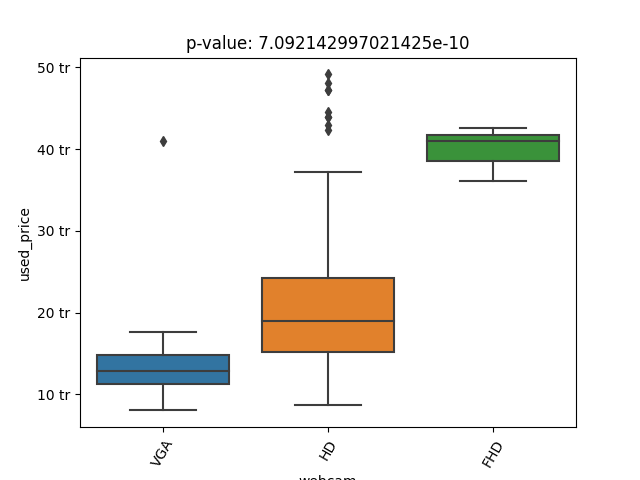 p-value: 7.092142997021425e-10
50 tr
40 tr
30 tr
20 tr
10 tr
used_price
VGA
HD
FHD
webcam